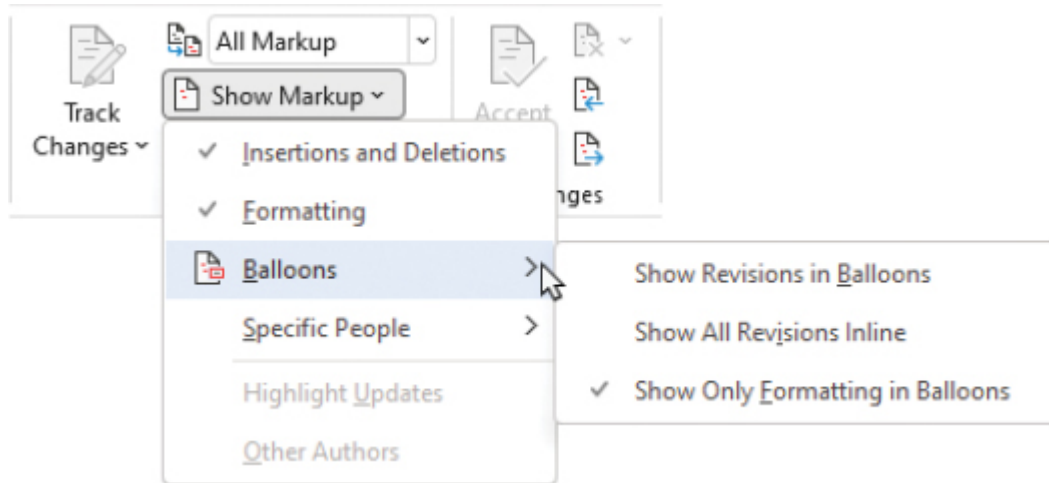 All Markup
Show Markup
Track
Changes
Accept
nges
Insertions and Deletions
Formatting
Balloons
Specific People
Highlight Updates
Other Authors
Show Revisions in Balloons
Show All Revisions Inline
Show Only Formatting in Balloons